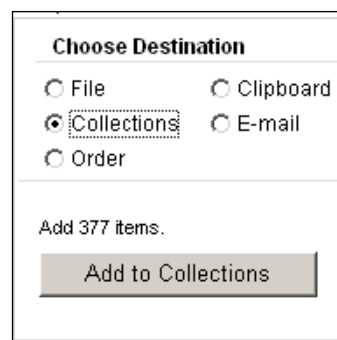 Choose Destination
File Clipboard
Collections E-mail
Order
Add 377 items.
Add to Collections